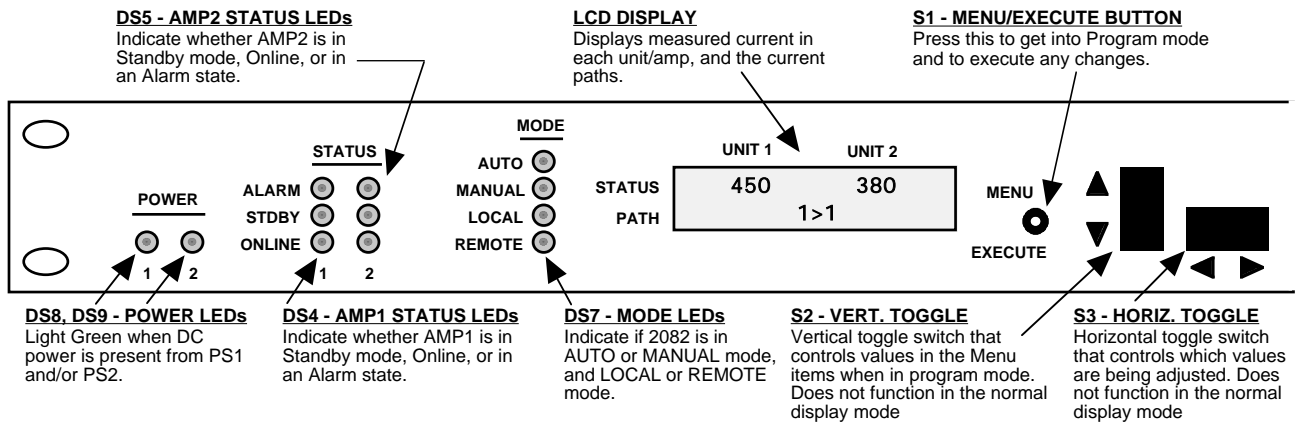 DS5 - AMP2 STATUS LEDs
Indicate whether AMP2 is in
Standby mode, Online, or in
an Alarm state.
LCD DISPLAY
Displays measured current in
each unit/amp, and the current
paths.
S1 - MENU/EXECUTE BUTTON
Press this to get into Program mode
and to execute any changes.
POWER
1 2
STATUS
ALARM
STDBY
ONLINE
1 2
MODE
AUTO
MANUAL
LOCAL
REMOTE
UNIT 1 UNIT 2
STATUS 450 380
PATH 1>1
MENU
EXECUTE
DS8, DS9 - POWER LEDs
Light Green when DC
power is present from PS1
and/or PS2.
DS4 - AMP1 STATUS LEDs
Indicate whether AMP1 is in
Standby mode, Online, or in
an Alarm state.
DS7 - MODE LEDs
Indicate if 2082 is in
AUTO or MANUAL mode,
and LOCAL or REMOTE
mode.
S2 - VERT. TOGGLE
Vertical toggle switch that
controls values in the Menu
items when in program mode.
Does not function in the normal
display mode
S3 - HORIZ. TOGGLE
Horizontal toggle switch
that controls which values
are being adjusted. Does
not function in the normal
display mode